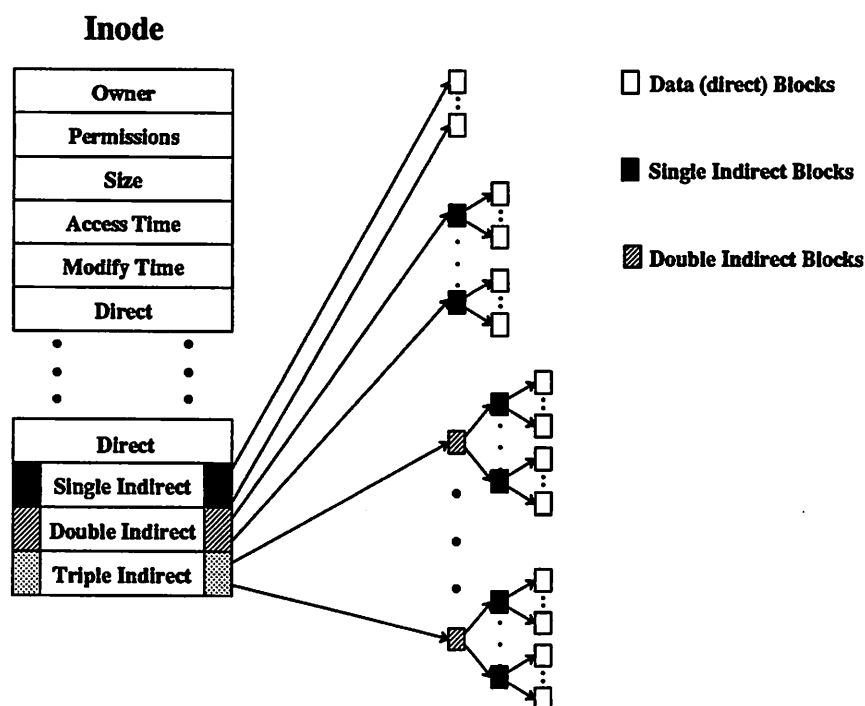 Inode
Owner
Permissions
Size
Access Time
Modify Time
Direct
Direct
Single Indirect
Double Indirect
Triple Indirect
Data (direct) Blocks
Single Indirect Blocks
Double Indirect Blocks